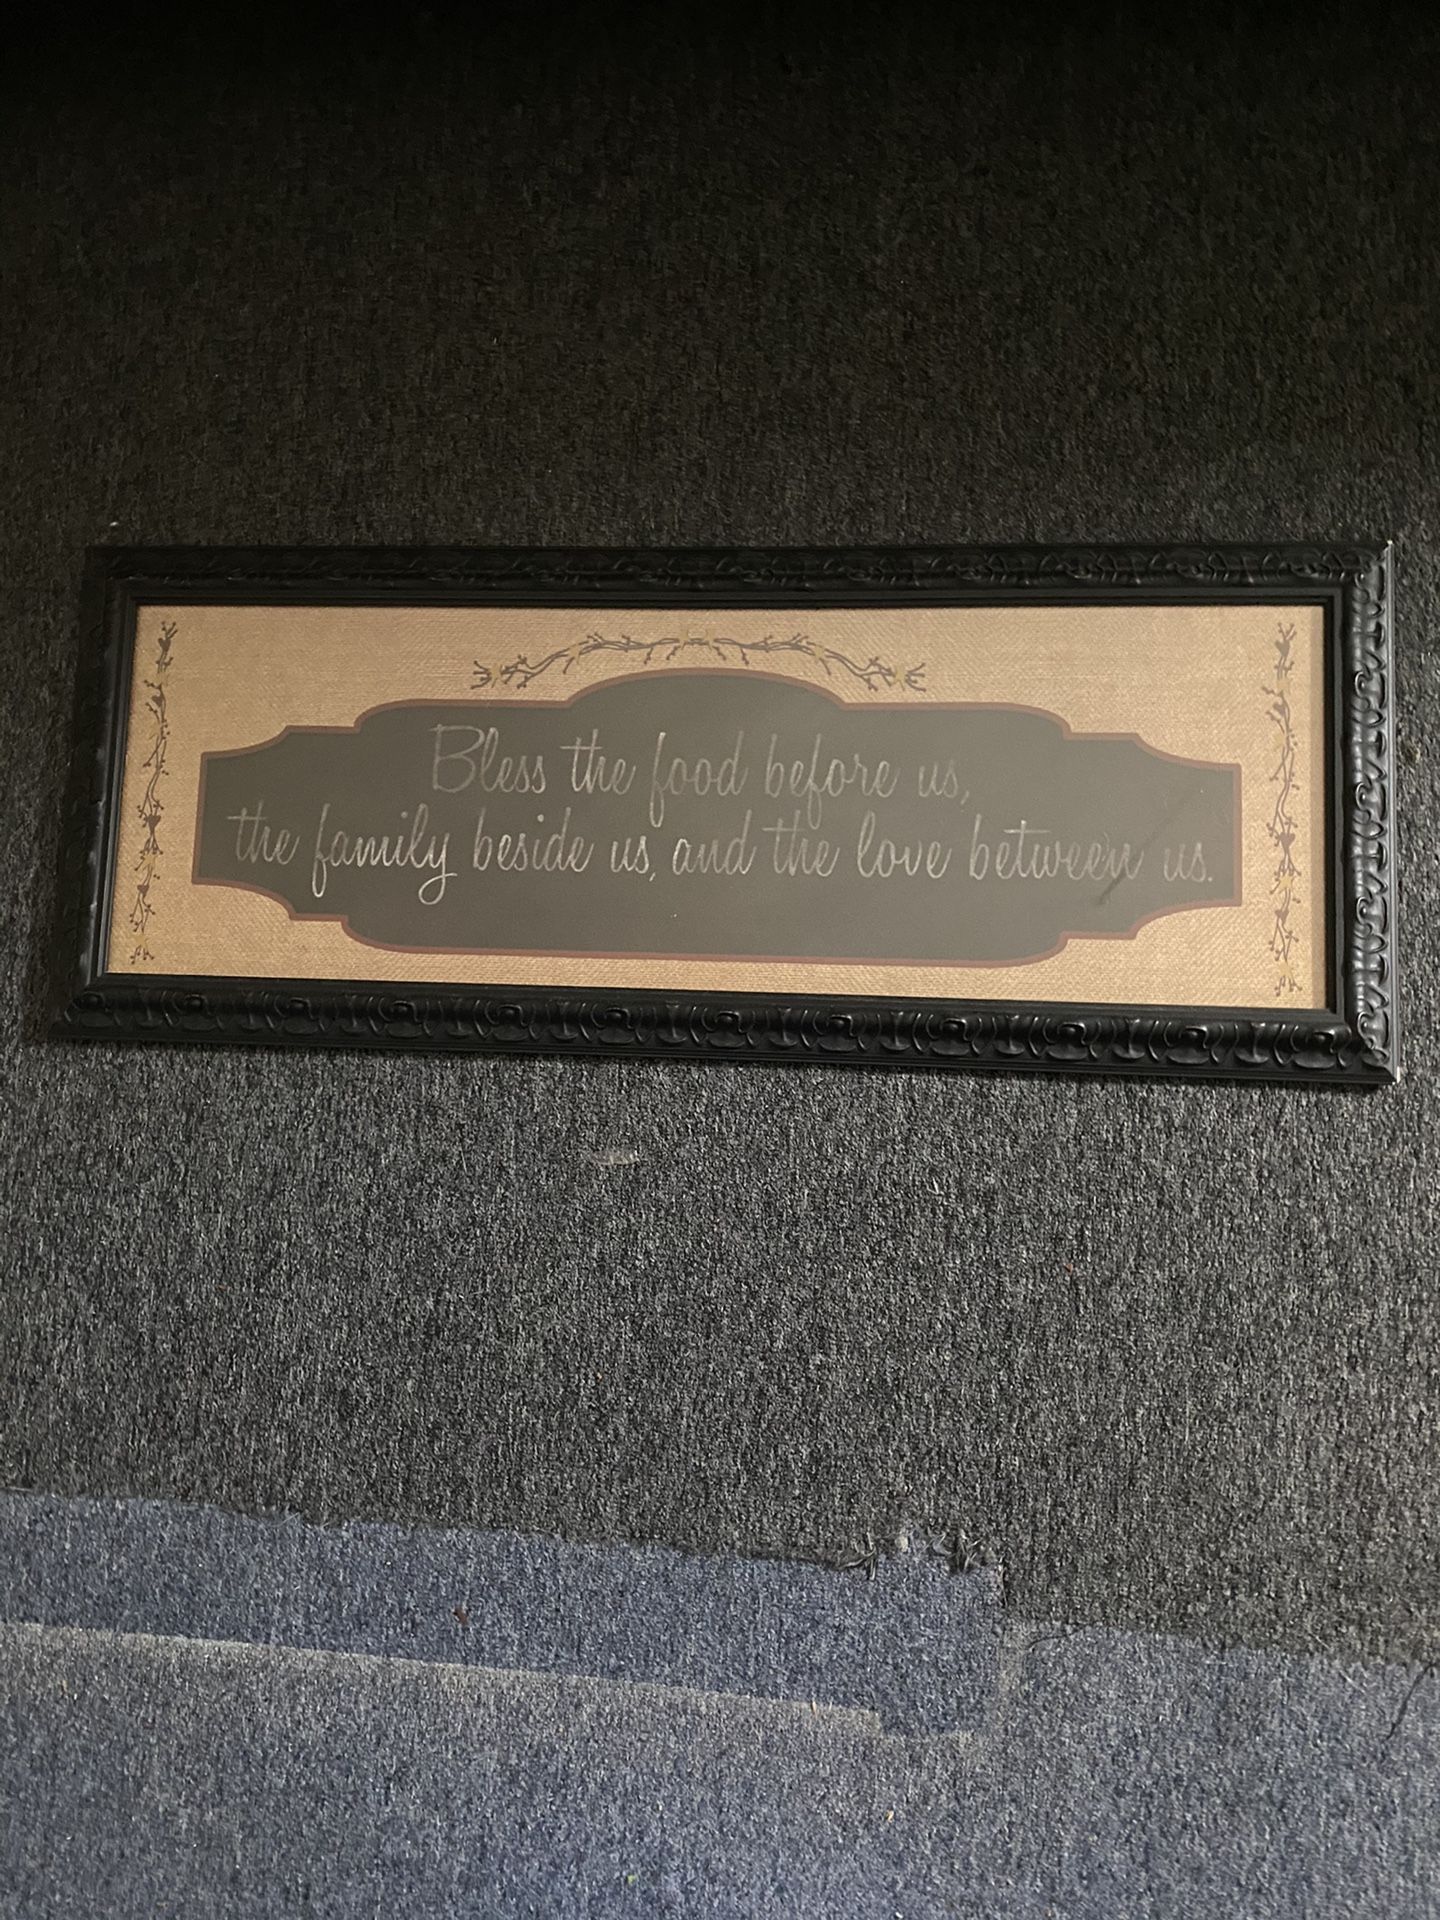 Bless the food before us,
the family beside us, and the love between us.